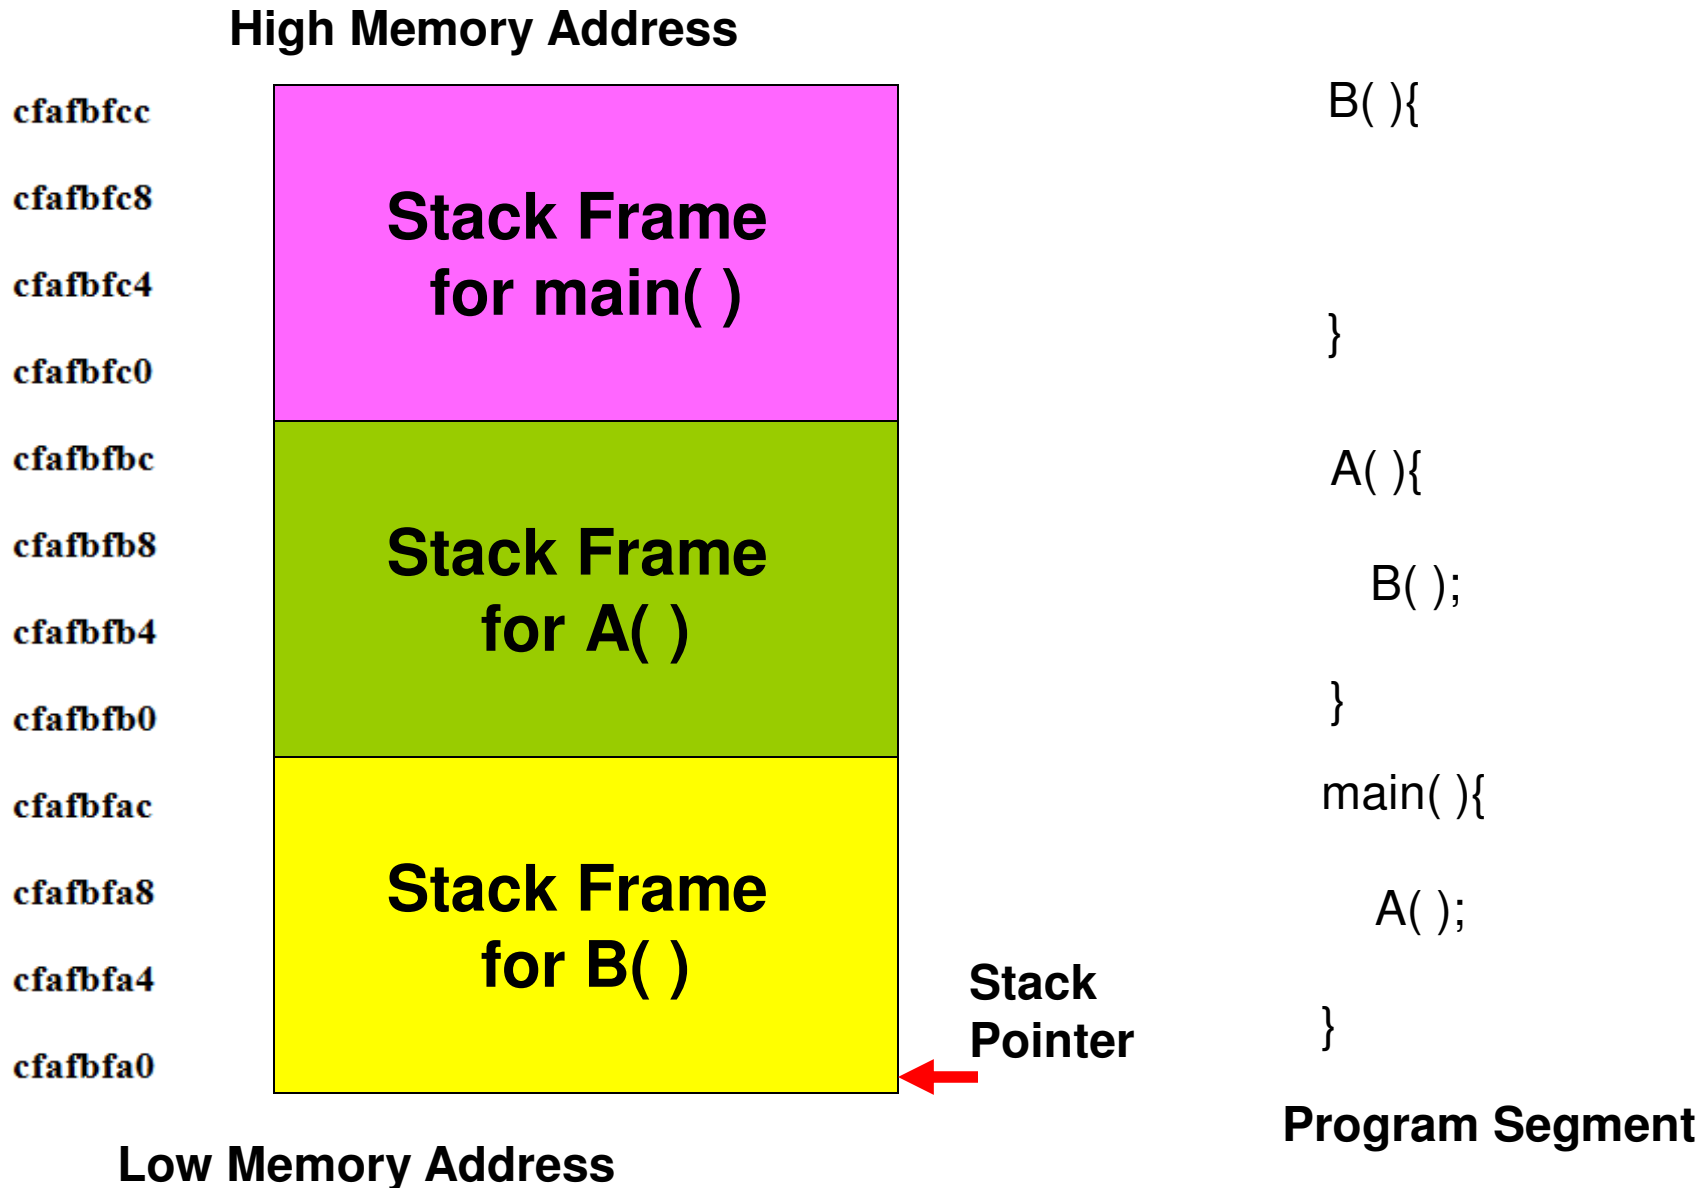 High Memory Address
cfafbfcc
cfafbfc8
cfafbfc4
cfafbfc0
cfafbfbc
cfafbfb8
cfafbfb4
cfafbfb0
cfafbfac
cfafbfa8
cfafbfa4
cfafbfa0
Stack Frame
for main( )
Stack Frame
for A( )
Stack Frame
for B( )
Stack
Pointer
Low Memory Address
B( ){
}
A( ){
B( );
}
main( ){
A( );
}
Program Segment